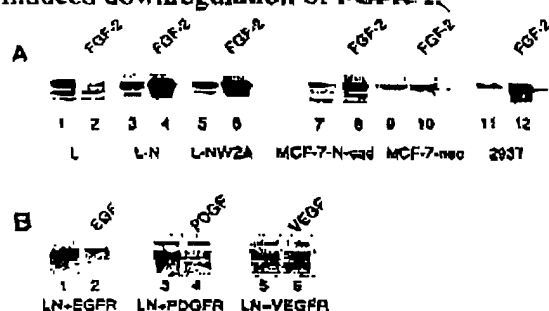 induced downregulation of FGFR-1.
A
FGF-2 FGF-2 FGF-2 FGF-2 FGF-2 FGF-2
1 2 3 4 5 6 7 8 9 10 11 12
L L-N L-NW2A MCF-7-N-cad MCF-7-neo 2937
B
EGF PDGF VEGF
1 2 3 4 5 6
LN+EGFR LN+PDGFR LN+VEGFR